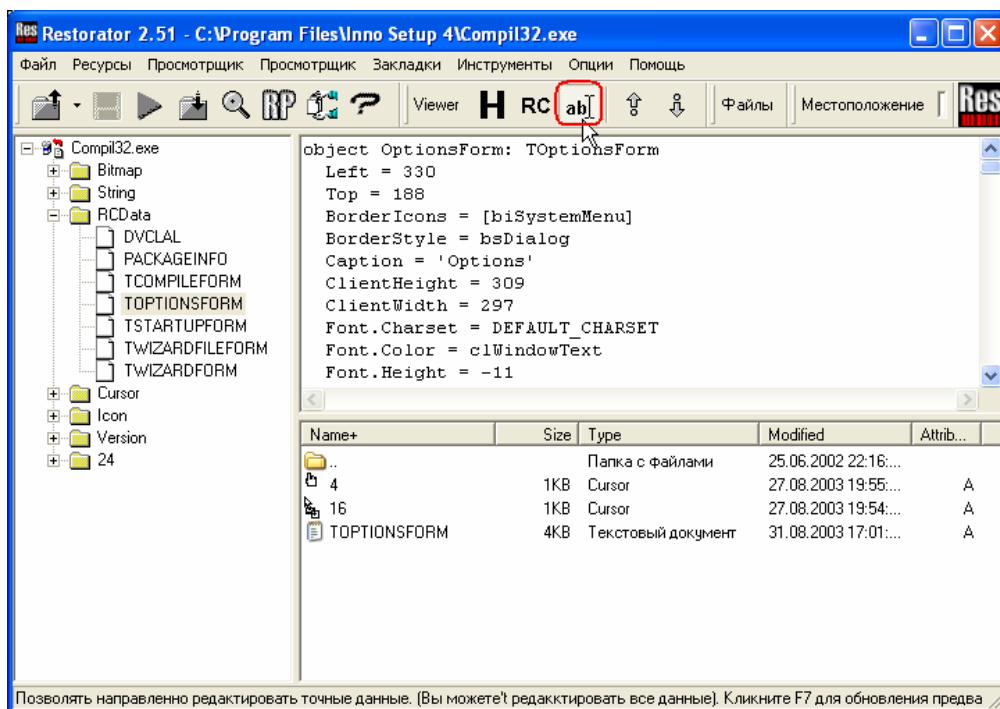 Res Restorator 2.51 - C:\Program Files\Inno Setup 4\Compil32.exe
Файл Ресурсы Просмотрщик Просмотрщик Закладки Инструменты Опции Помощь
RP ? Viewer H RC ab Файлы Местоположение Res
Compil32.exe
Bitmap
String
RCData
DVCLAL
PACKAGEINFO
TCOMPILEFORM
TOPTIONSFORM
TSTARTUPFORM
TWIZARDFILEFORM
TWIZARDFORM
Cursor
Icon
Version
24
object OptionsForm: TOptionsForm
Left = 330
Top = 188
BorderIcons = [biSystemMenu]
BorderStyle = bsDialog
Caption = 'Options'
ClientHeight = 309
ClientWidth = 297
Font.Charset = DEFAULT_CHARSET
Font.Color = clWindowText
Font.Height = -11
Name+ Size Type Modified Attrib...
.. Папка с файлами 25.06.2002 22:16:...
4 1KB Cursor 27.08.2003 19:55:... A
16 1KB Cursor 27.08.2003 19:54:... A
TOPTIONSFORM 4KB Текстовый документ 31.08.2003 17:01:... A
Позволять направленно редактировать точные данные. (Вы можете't редакктировать все данные). Кликните F7 для обновления предва